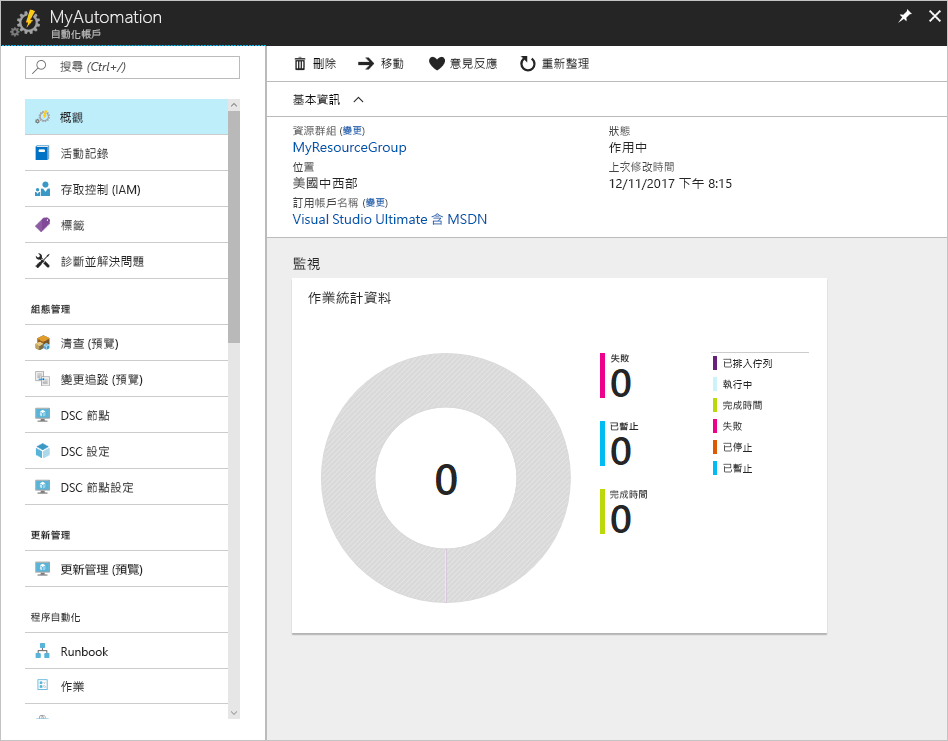 MyAutomation
自動化帳戶
搜尋 (Ctrl+/)
概觀
活動記錄
存取控制 (IAM)
標籤
診斷並解決問題
組態管理
清查 (預覽)
變更追蹤 (預覽)
DSC 節點
DSC 設定
DSC 節點設定
更新管理
更新管理 (預覽)
程序自動化
Runbook
作業
刪除 移動 意見反應 重新整理
基本資訊
資源群組 (變更)
MyResourceGroup
位置
美國中西部
訂用帳戶名稱 (變更)
Visual Studio Ultimate 含 MSDN
狀態
作用中
上次修改時間
12/11/2017 下午 8:15
監視
作業統計資料
0
失敗
0
已暫止
0
完成時間
0
已排入佇列
執行中
完成時間
失敗
已停止
已暫止